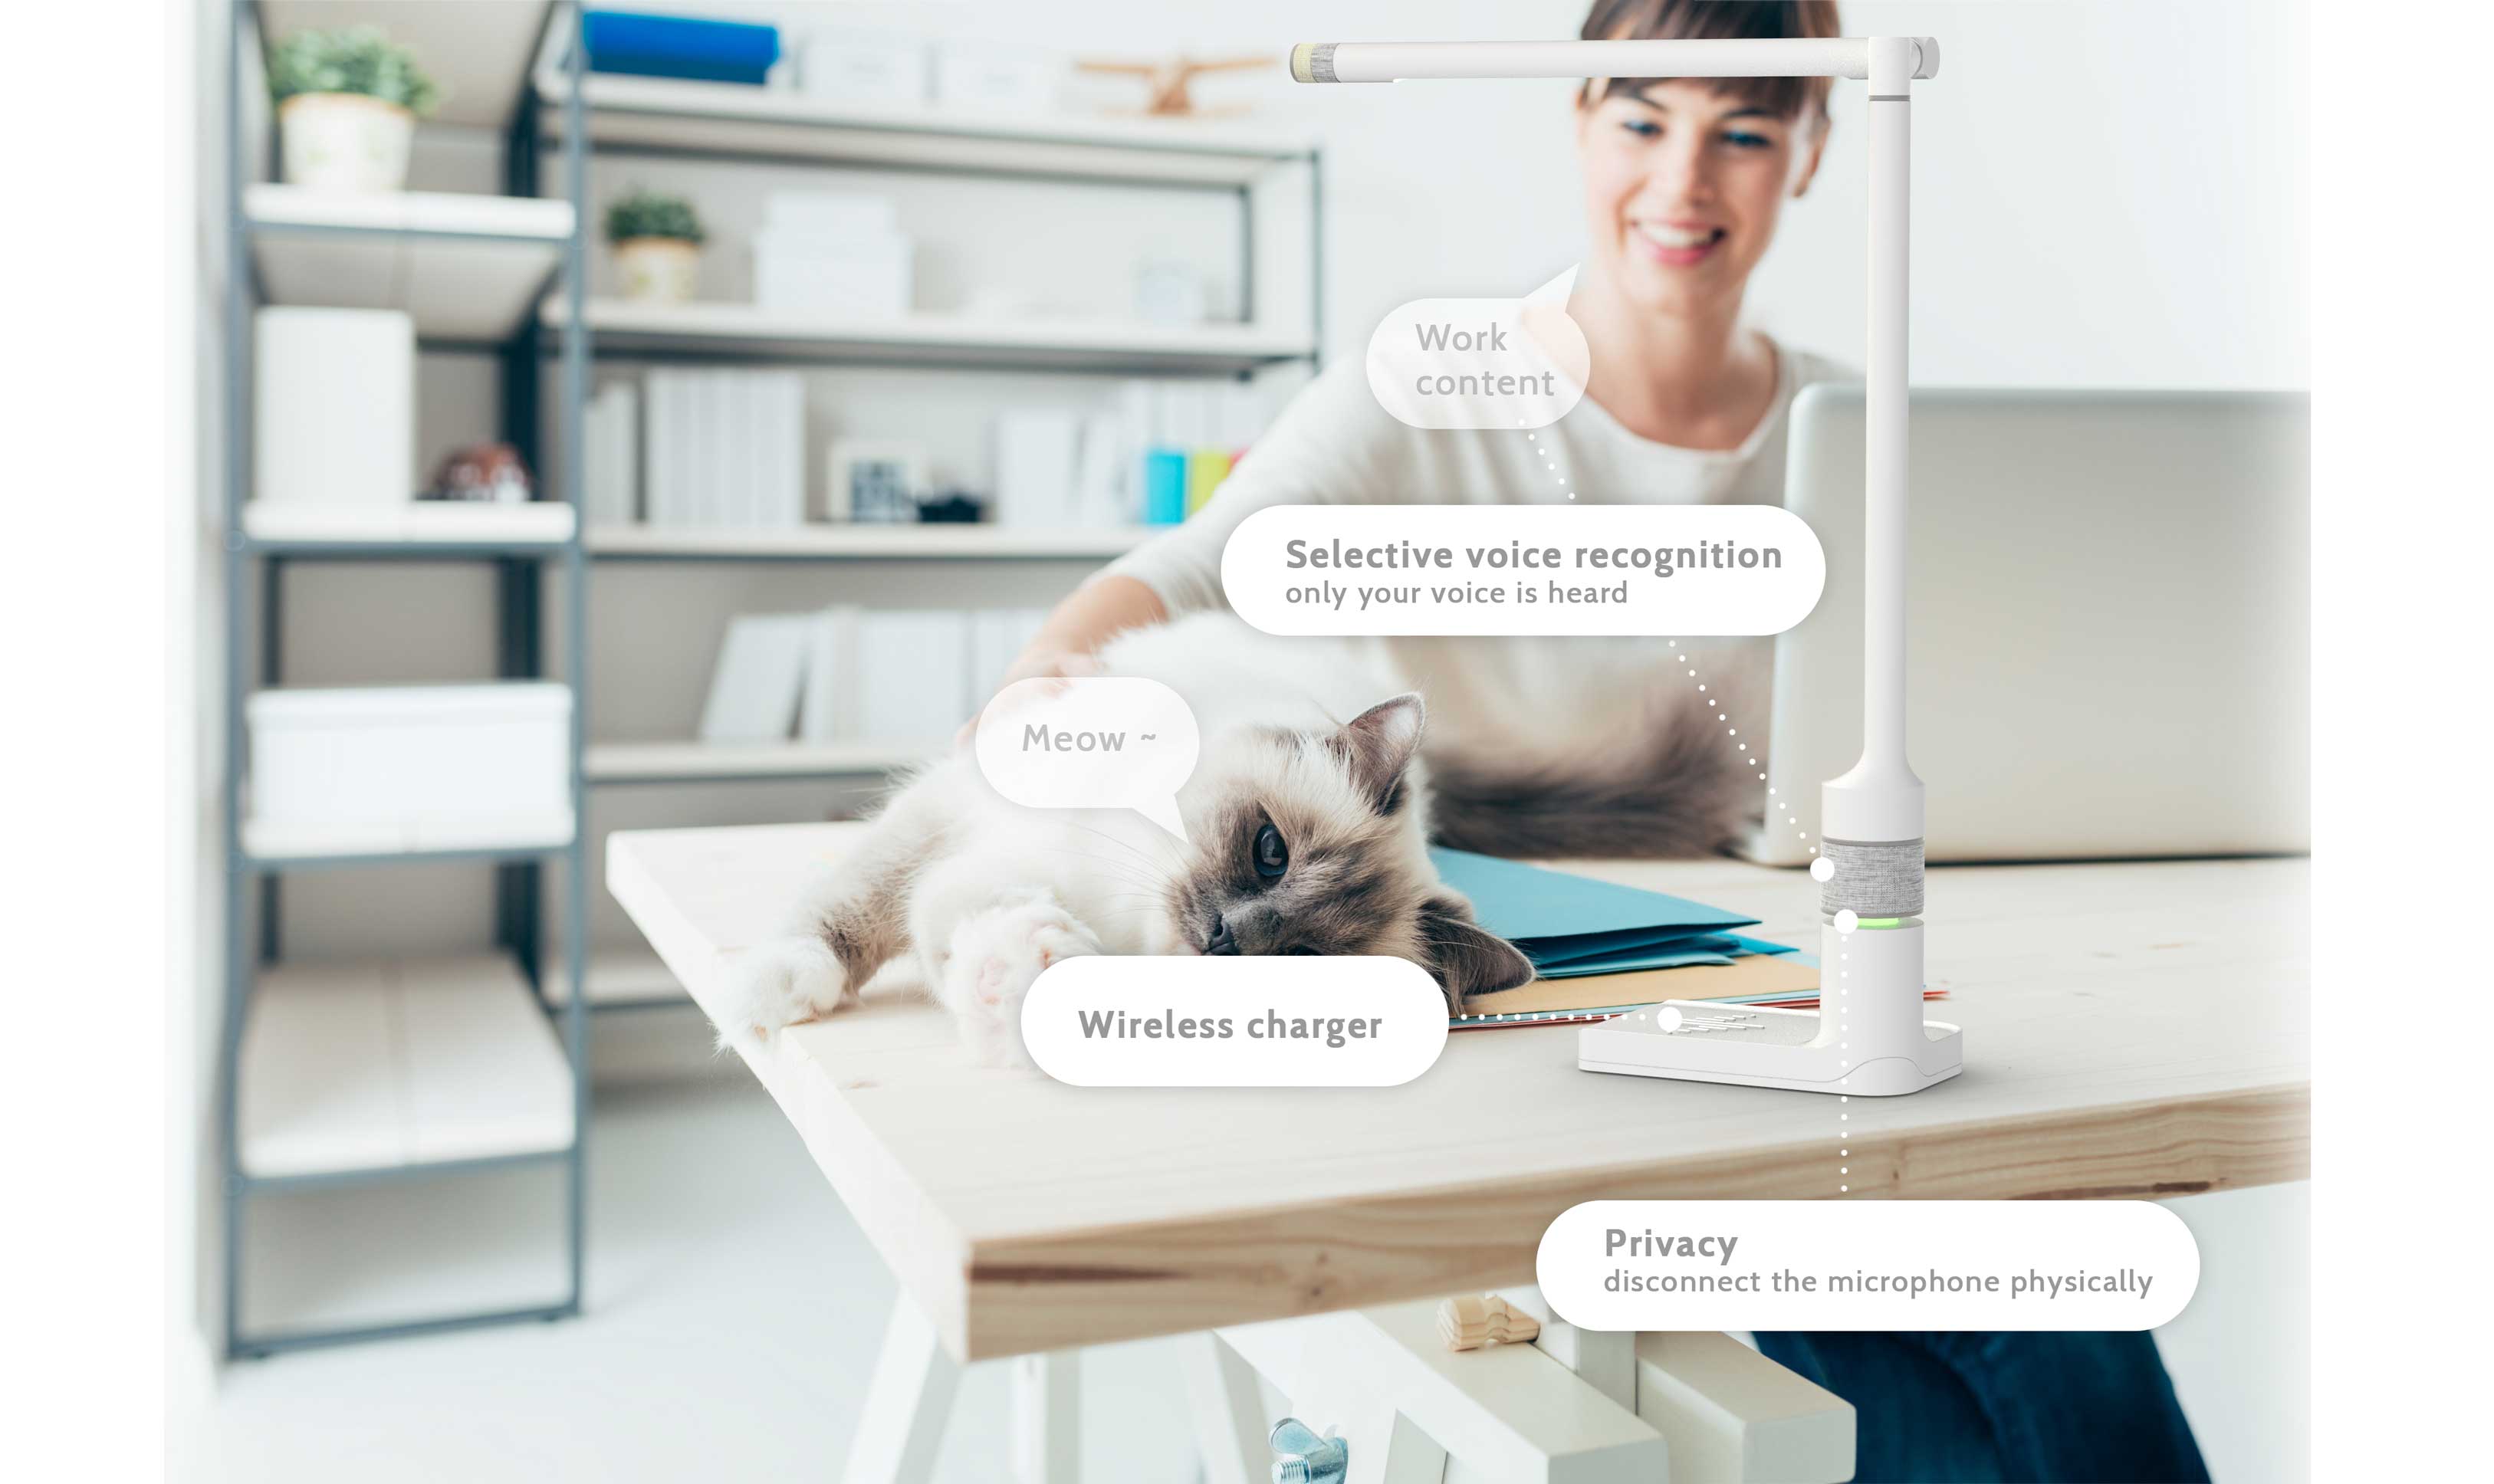 Work
content
Selective voice recognition
only your voice is heard
Meow ~
Wireless charger
Privacy
disconnect the microphone physically